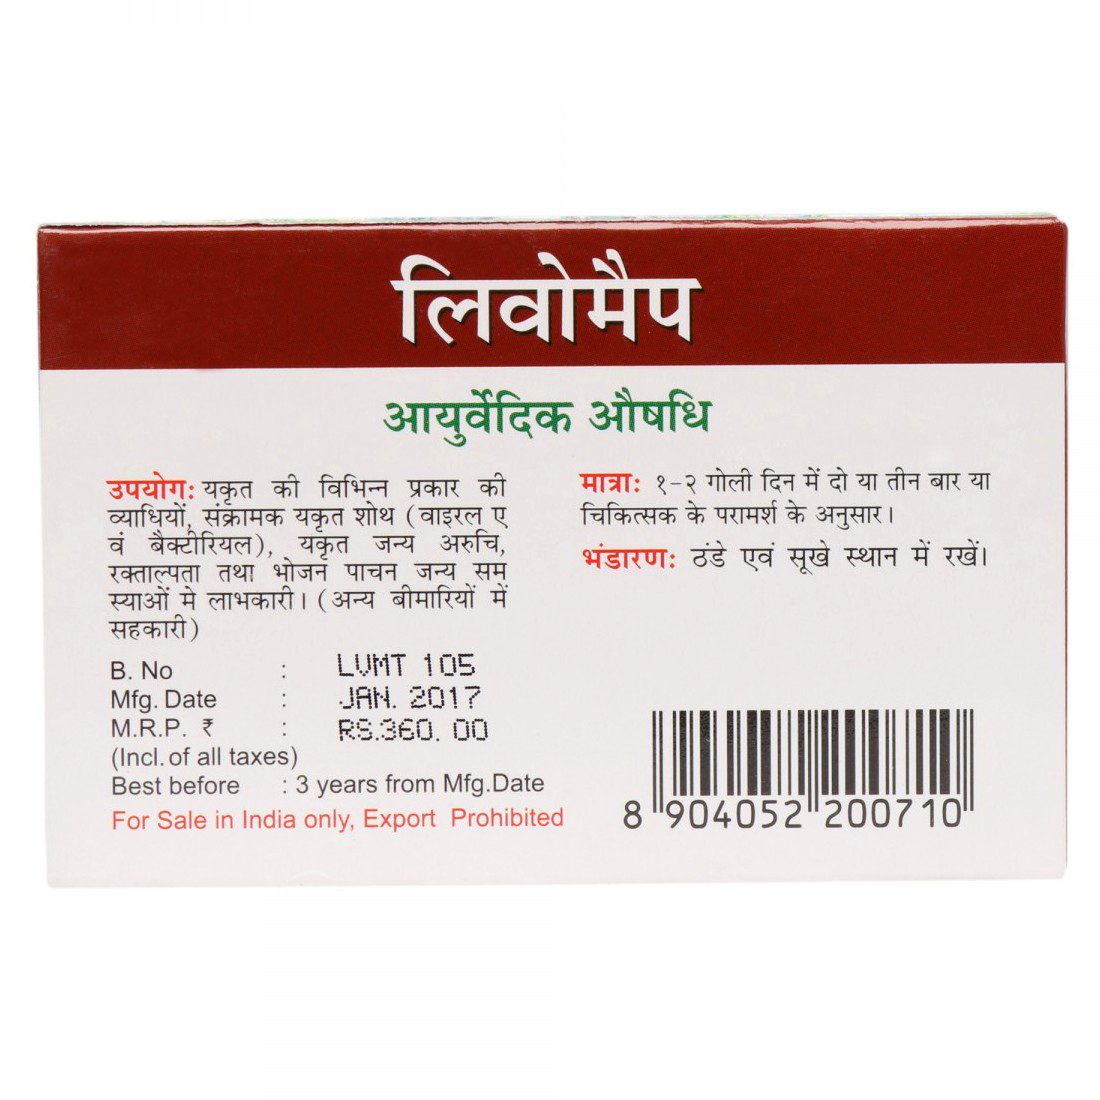 लिवोमैप
आयुर्वेदिक औषधि
उपयोग: यकृत की विभिन्न प्रकार की
व्याधियों, संक्रामक यकृत शोथ (वाइरल ए
वं बैक्टीरियल), यकृत जन्य अरुचि,
रक्ताल्पता तथा भोजन पाचन जन्य सम
स्याओं मे लाभकारी। (अन्य बीमारियों में
सहकारी)
मात्रा: १-२ गोली दिन में दो या तीन बार या
चिकित्सक के परामर्श के अनुसार।
भंडारण: ठंडे एवं सूखे स्थान में रखें।
B. No : LVMT 105
Mfg. Date : JAN. 2017
M.R.P. ₹ : RS.360. 00
(Incl. of all taxes)
Best before : 3 years from Mfg.Date
For Sale in India only, Export Prohibited
8 904052 200710